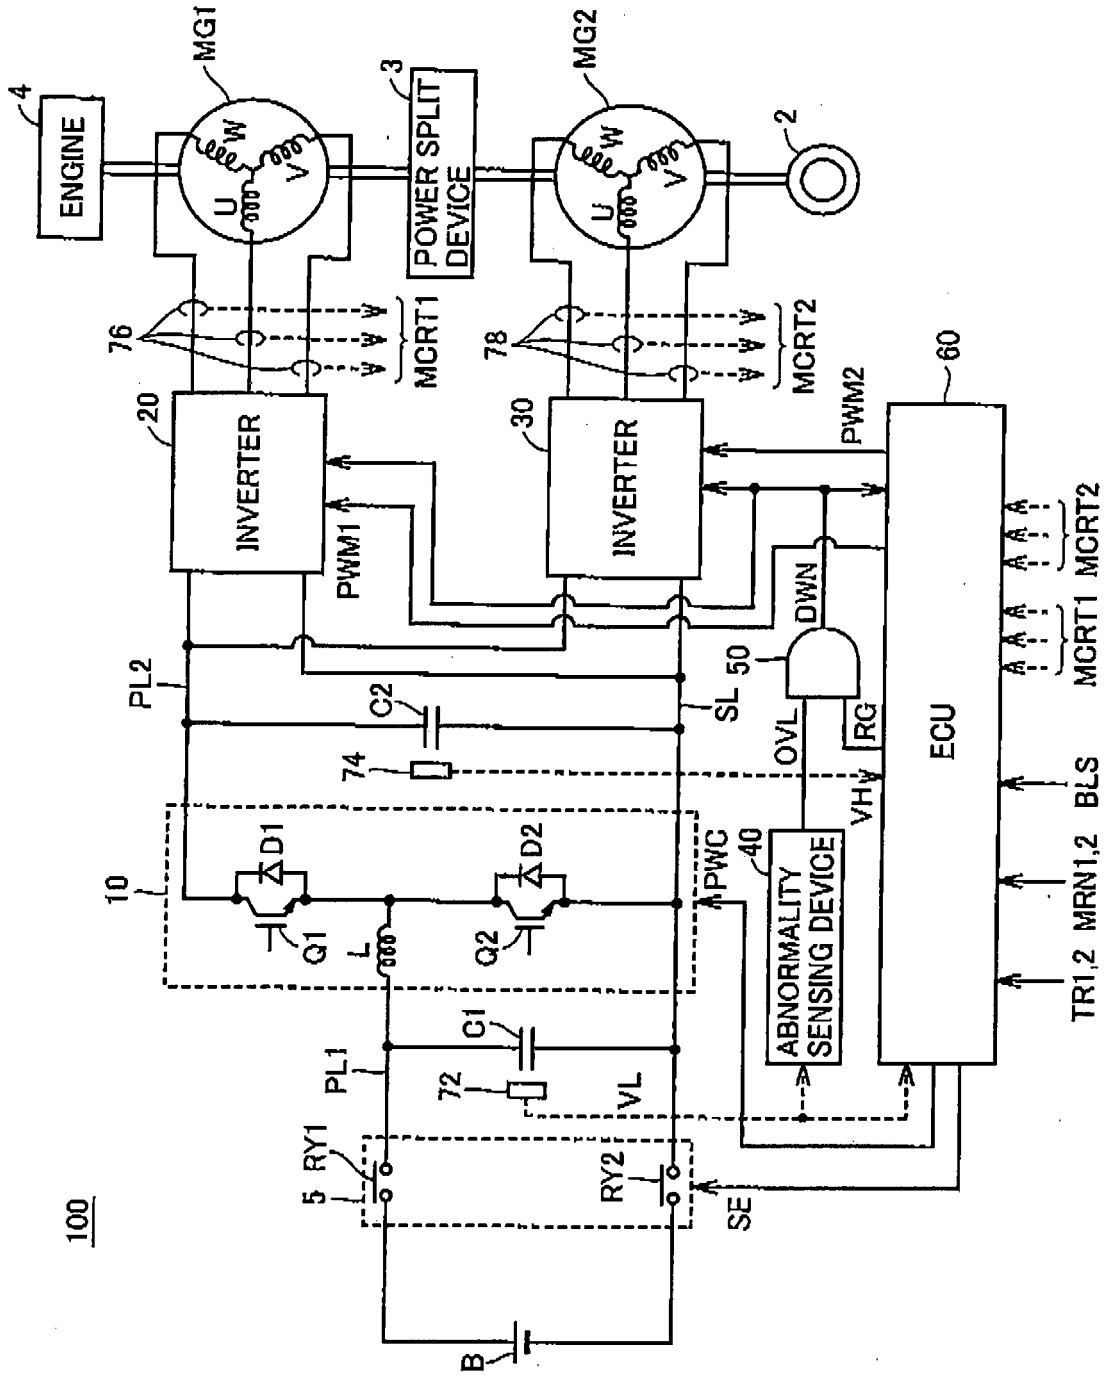 100
B
5
RY1
RY2
SE
PL1
72
C1
VL
10
Q1
D1
L
Q2
D2
PWC
PL2
C2
74
SL
VH
40
ABNORMALITY
SENSING DEVICE
OVL
50
RG
DWN
20
INVERTER
PWM1
30
INVERTER
PWM2
60
ECU
76
MCRT1
78
MCRT2
4
ENGINE
MG1
U
V
W
3
POWER SPLIT
DEVICE
MG2
U
V
W
2
TR1,2
MRN1,2
BLS
MCRT1
MCRT2